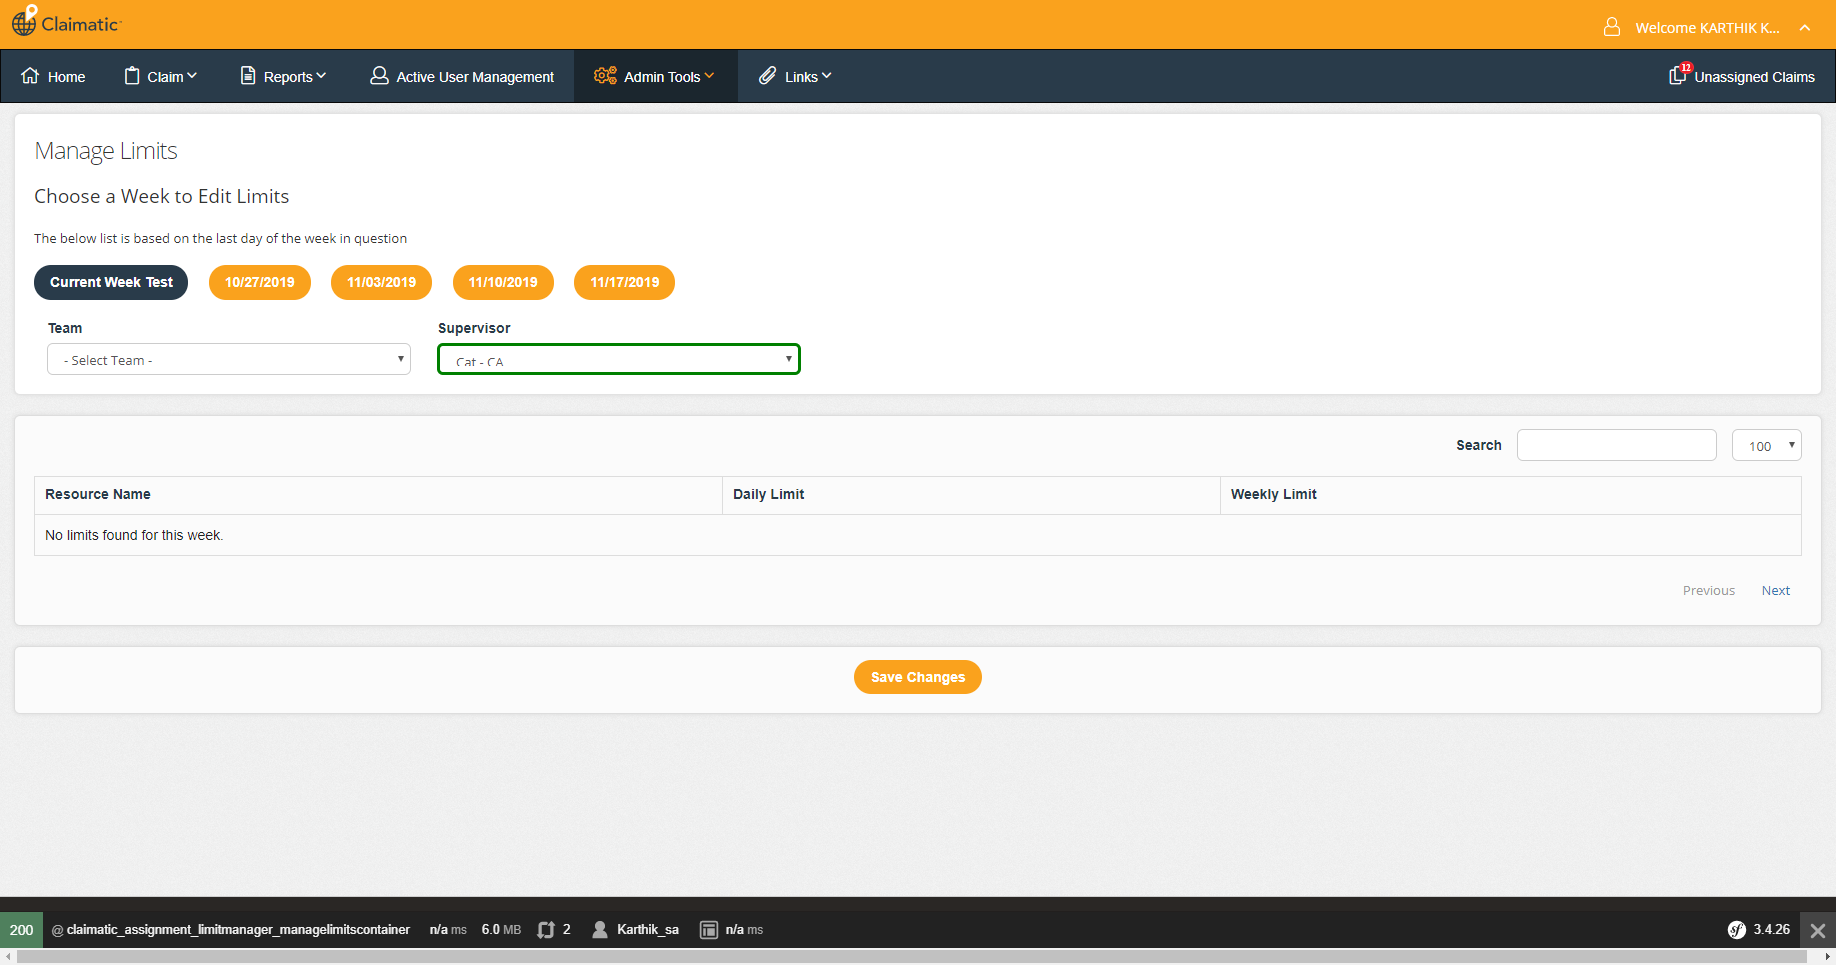 Claimatic
Welcome KARTHIK K...
Home
Claim
Reports
Active User Management
Admin Tools
Links
12
Unassigned Claims
Manage Limits
Choose a Week to Edit Limits
The below list is based on the last day of the week in question
Current Week Test
10/27/2019
11/03/2019
11/10/2019
11/17/2019
Team
Supervisor
- Select Team -
Cat - CA
Search
100
Resource Name
Daily Limit
Weekly Limit
No limits found for this week.
Previous
Next
Save Changes
200
@ claimatic_assignment_limitmanager_managelimitscontainer
n/a ms
6.0 MB
2
Karthik_sa
n/a ms
sf
3.4.26